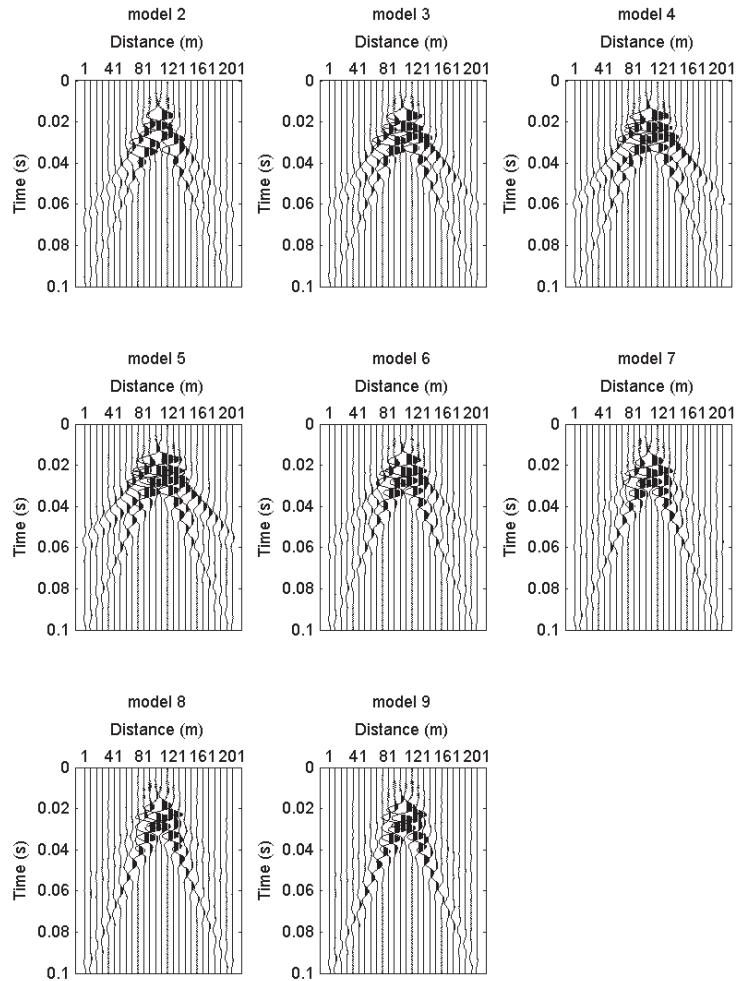 model 2 model 3 model 4
Distance (m) Distance (m) Distance (m)
1 41 81 121 161 201 1 41 81 121 161 201 1 41 81 121 161 201
0 0 0
0.02 0.02 0.02
0.04 0.04 0.04
Time (s) Time (s) Time (s)
0.06 0.06 0.06
0.08 0.08 0.08
0.1 0.1 0.1
model 5 model 6 model 7
Distance (m) Distance (m) Distance (m)
1 41 81 121 161 201 1 41 81 121 161 201 1 41 81 121 161 201
0 0 0
0.02 0.02 0.02
0.04 0.04 0.04
Time (s) Time (s) Time (s)
0.06 0.06 0.06
0.08 0.08 0.08
0.1 0.1 0.1
model 8 model 9
Distance (m) Distance (m)
1 41 81 121 161 201 1 41 81 121 161 201
0 0
0.02 0.02
0.04 0.04
Time (s) Time (s)
0.06 0.06
0.08 0.08
0.1 0.1